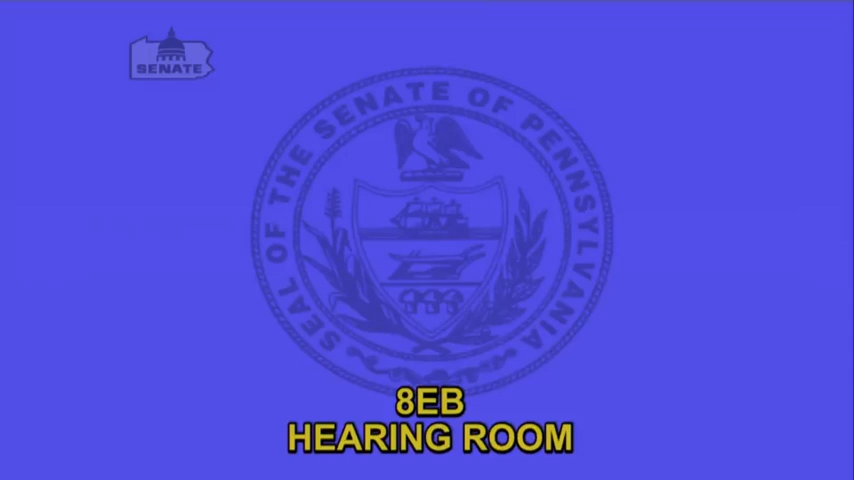 SENATE
SEAL OF THE SENATE OF PENNSYLVANIA
8EB
HEARING ROOM